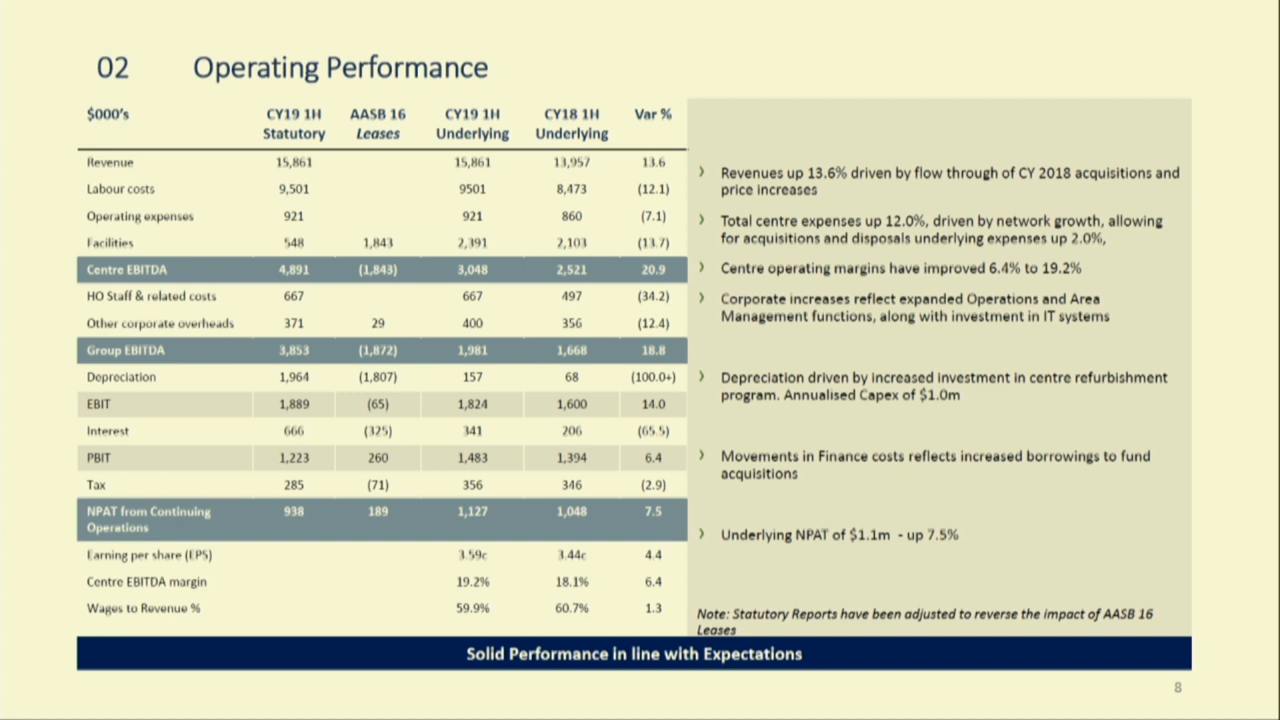 02 Operating Performance
$000's CY19 1H Statutory AASB 16 Leases CY19 1H Underlying CY18 1H Underlying Var %
Revenue 15,861 15,861 13,957 13.6
Labour costs 9,501 9501 8,473 (12.1)
Operating expenses 921 921 860 (7.1)
Facilities 548 1,843 2,391 2,103 (13.7)
Centre EBITDA 4,891 (1,843) 3,048 2,521 20.9
HO Staff & related costs 667 667 497 (34.2)
Other corporate overheads 371 29 400 356 (12.4)
Group EBITDA 3,853 (1,872) 1,981 1,668 18.8
Depreciation 1,964 (1,807) 157 68 (100.0+)
EBIT 1,889 (65) 1,824 1,600 14.0
Interest 666 (325) 341 206 (65.5)
PBIT 1,223 260 1,483 1,394 6.4
Tax 285 (71) 356 346 (2.9)
NPAT from Continuing Operations 938 189 1,127 1,048 7.5
Earning per share (EPS) 3.59c 3.44c 4.4
Centre EBITDA margin 19.2% 18.1% 6.4
Wages to Revenue % 59.9% 60.7% 1.3
Revenues up 13.6% driven by flow through of CY 2018 acquisitions and
price increases
Total centre expenses up 12.0%, driven by network growth, allowing
for acquisitions and disposals underlying expenses up 2.0%,
Centre operating margins have improved 6.4% to 19.2%
Corporate increases reflect expanded Operations and Area
Management functions, along with investment in IT systems
Depreciation driven by increased investment in centre refurbishment
program. Annualised Capex of $1.0m
Movements in Finance costs reflects increased borrowings to fund
acquisitions
Underlying NPAT of $1.1m - up 7.5%
Note: Statutory Reports have been adjusted to reverse the impact of AASB 16
Leases
Solid Performance in line with Expectations
8